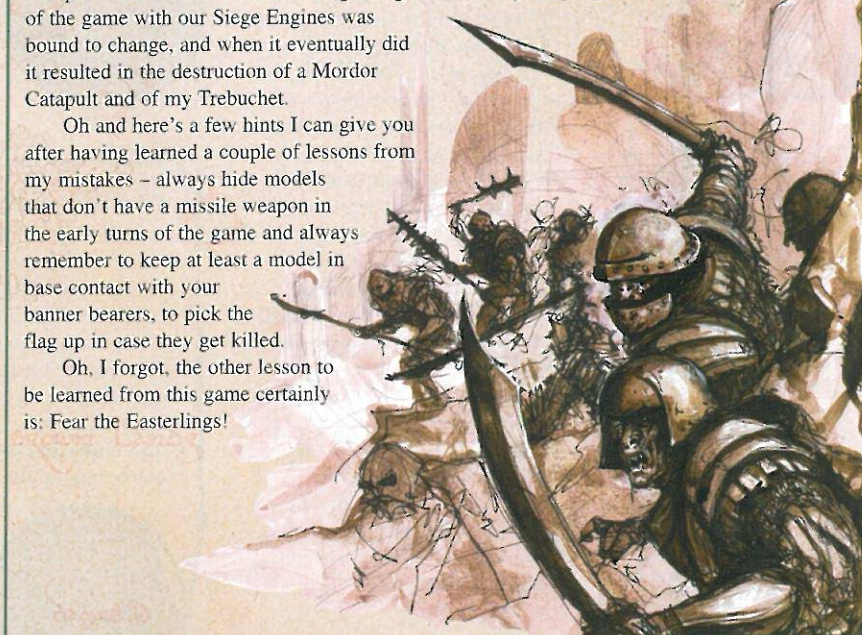 of the game with our Siege Engines was
bound to change, and when it eventually did
it resulted in the destruction of a Mordor
Catapult and of my Trebuchet.
Oh and here's a few hints I can give you
after having learned a couple of lessons from
my mistakes – always hide models
that don't have a missile weapon in
the early turns of the game and always
remember to keep at least a model in
base contact with your
banner bearers, to pick the
flag up in case they get killed.
Oh, I forgot, the other lesson to
be learned from this game certainly
is: Fear the Easterlings!